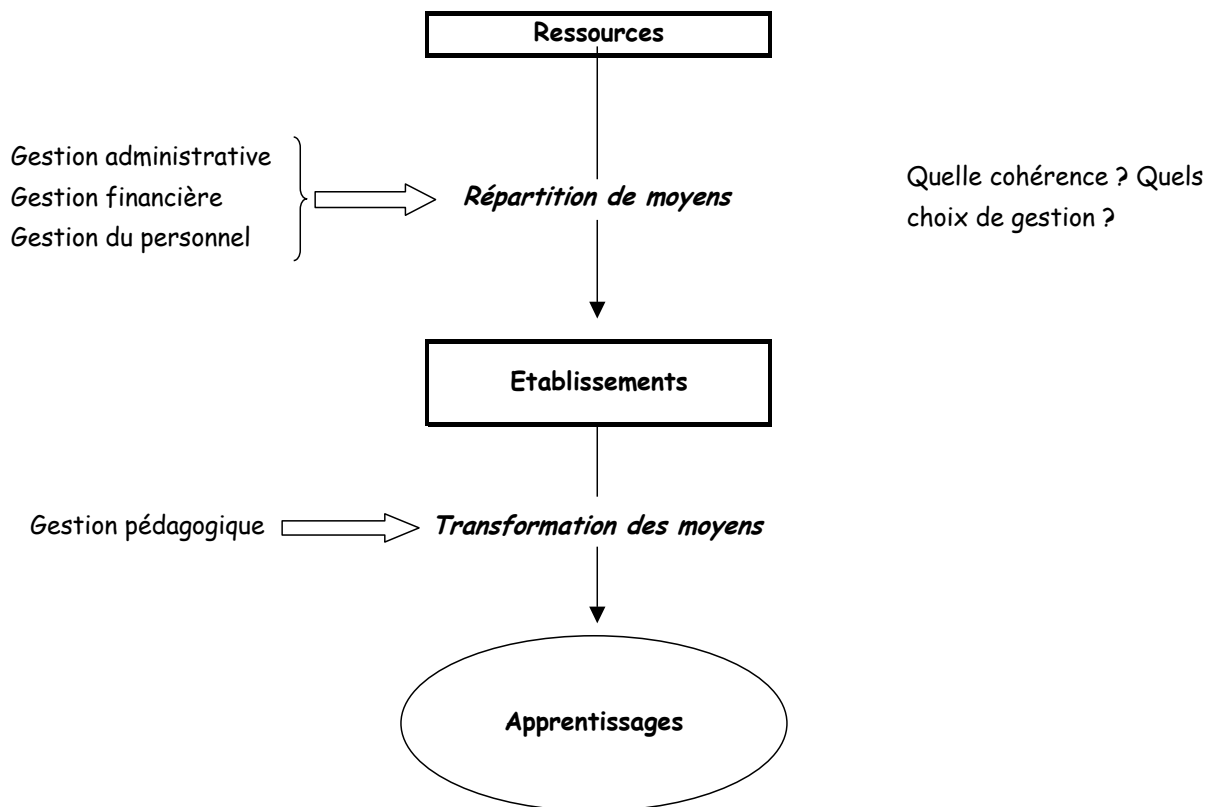 Ressources
Gestion administrative
Gestion financière
Gestion du personnel
Répartition de moyens
Quelle cohérence ? Quels
choix de gestion ?
Etablissements
Gestion pédagogique
Transformation des moyens
Apprentissages